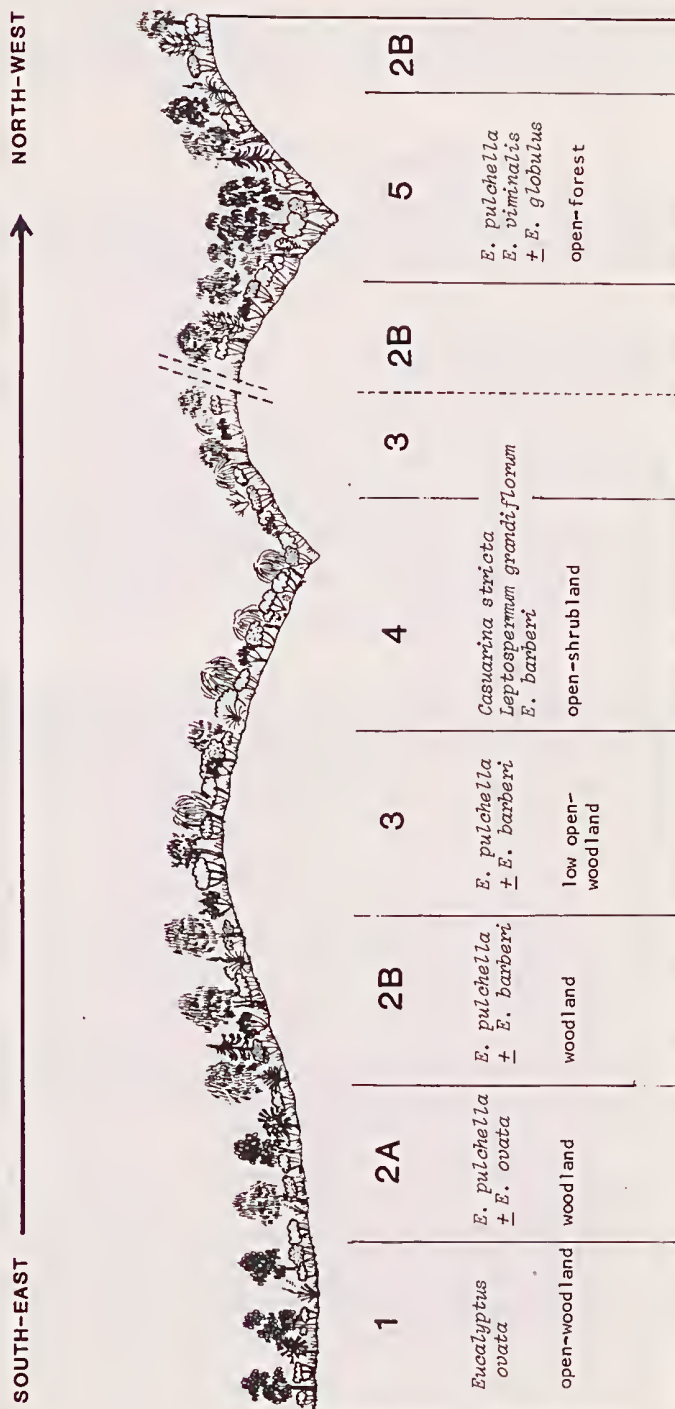 SOUTH-EAST
NORTH-WEST
1
2A
2B
3
4
3
2B
5
2B
Eucalyptus
ovata
open-woodland
E. pulchella
± E. ovata
woodland
E. pulchella
± E. barberi
woodland
E. pulchella
± E. barberi
low open-
woodland
Casuarina stricta
Leptospermum grandiflorum
E. barberi
open-shrubland
E. pulchella
E. viminalis
± E. globulus
open-forest